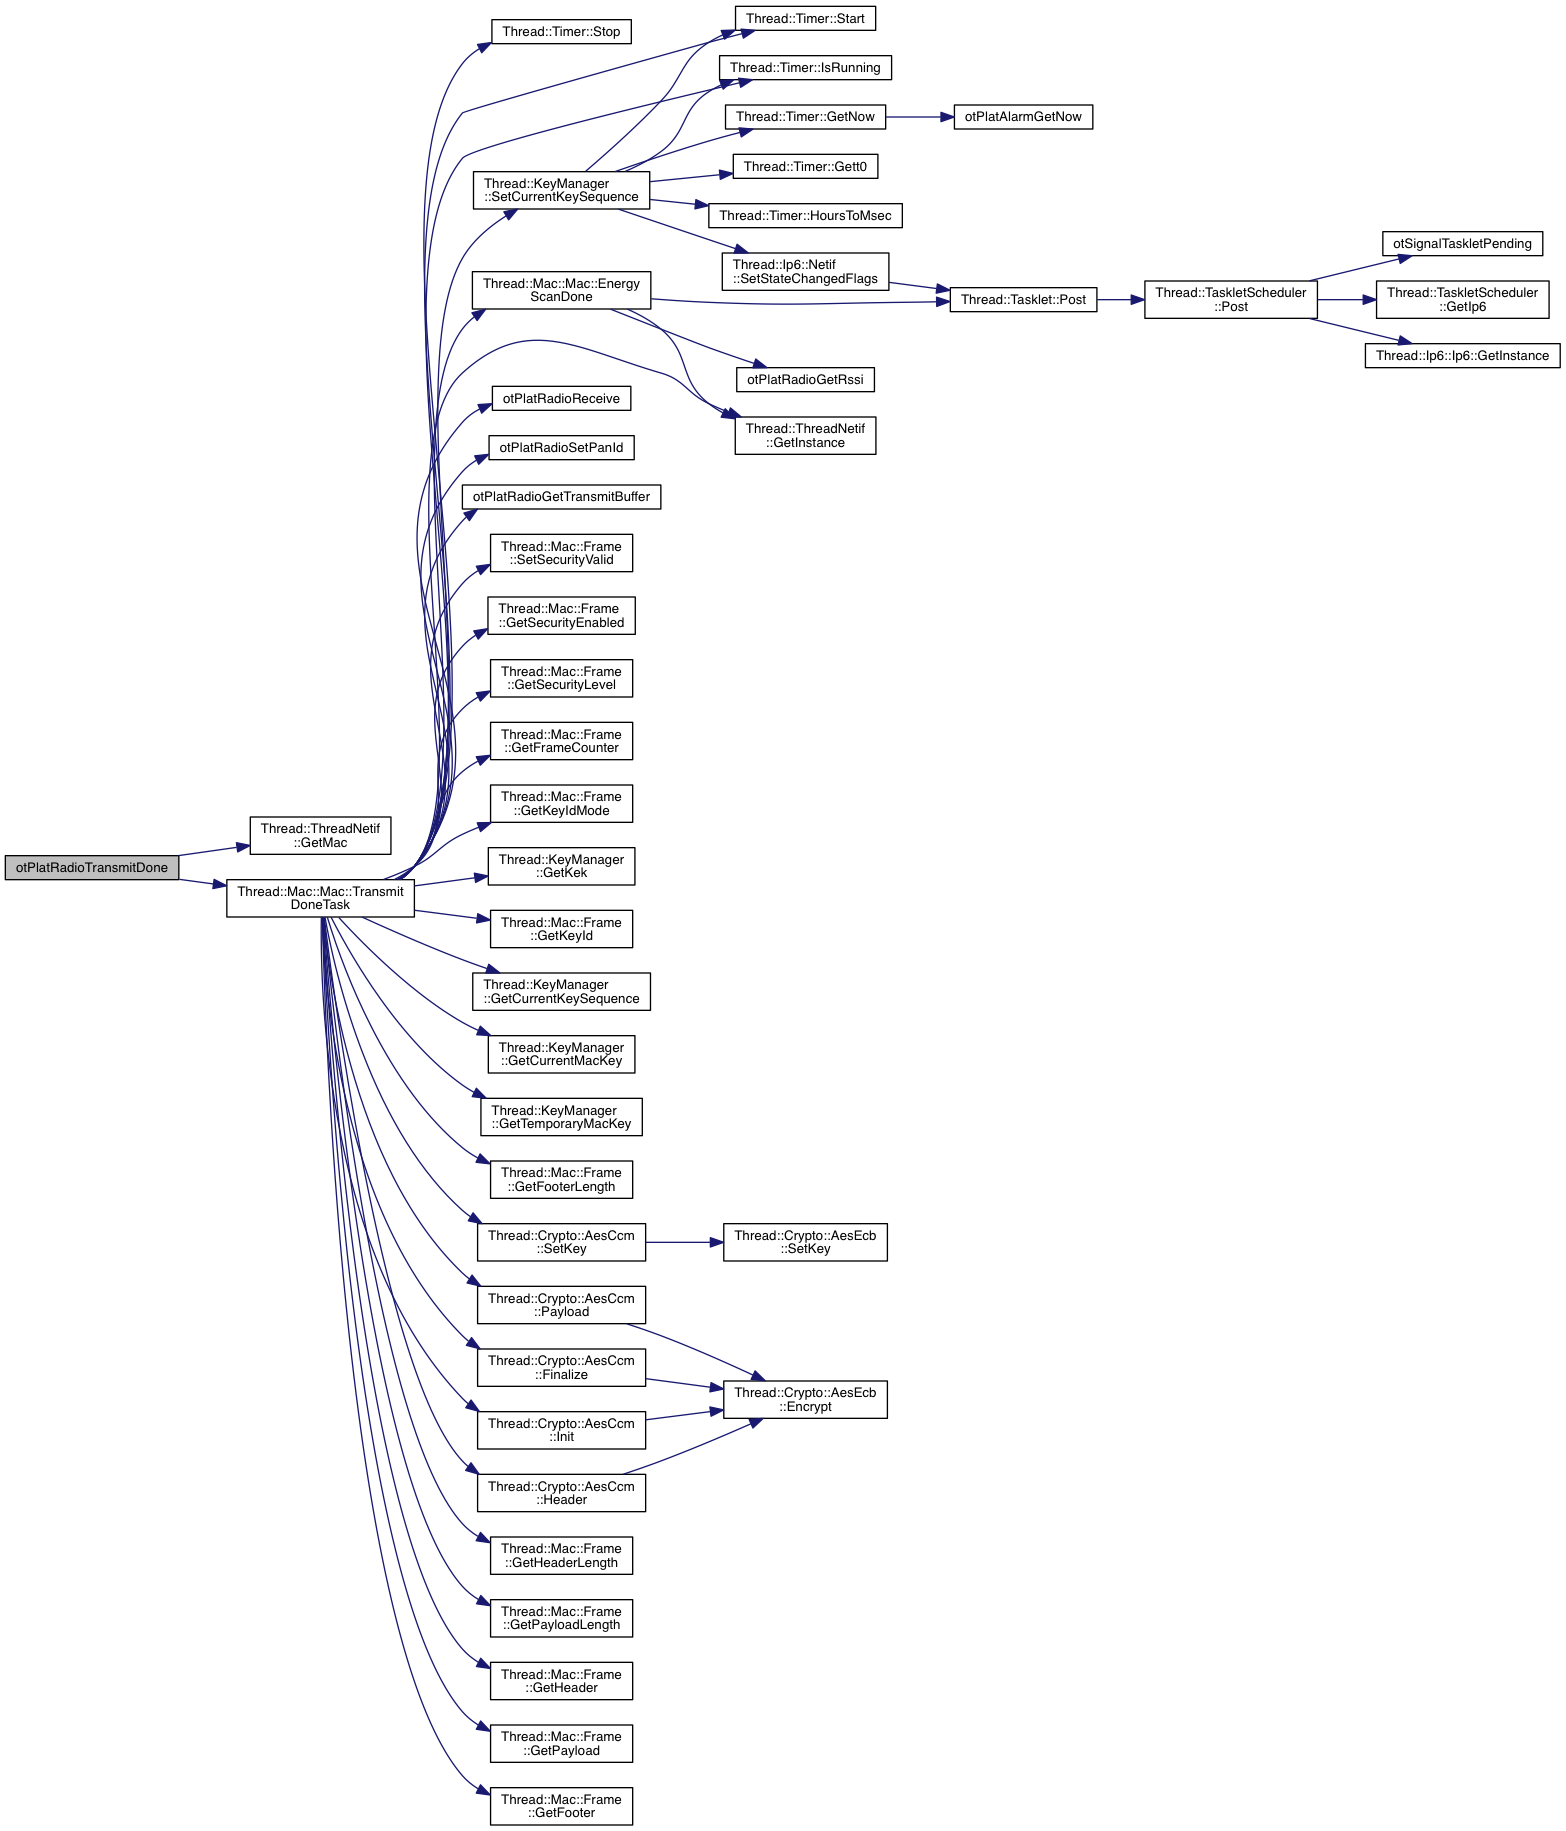 otPlatRadioTransmitDone
Thread::ThreadNetif
::GetMac
Thread::Mac::Mac::Transmit
DoneTask
Thread::Timer::Stop
Thread::KeyManager
::SetCurrentKeySequence
Thread::Mac::Mac::Energy
ScanDone
otPlatRadioReceive
otPlatRadioSetPanId
otPlatRadioGetTransmitBuffer
Thread::Mac::Frame
::SetSecurityValid
Thread::Mac::Frame
::GetSecurityEnabled
Thread::Mac::Frame
::GetSecurityLevel
Thread::Mac::Frame
::GetFrameCounter
Thread::Mac::Frame
::GetKeyIdMode
Thread::KeyManager
::GetKek
Thread::Mac::Frame
::GetKeyId
Thread::KeyManager
::GetCurrentKeySequence
Thread::KeyManager
::GetCurrentMacKey
Thread::KeyManager
::GetTemporaryMacKey
Thread::Mac::Frame
::GetFooterLength
Thread::Crypto::AesCcm
::SetKey
Thread::Crypto::AesCcm
::Payload
Thread::Crypto::AesCcm
::Finalize
Thread::Crypto::AesCcm
::Init
Thread::Crypto::AesCcm
::Header
Thread::Mac::Frame
::GetHeaderLength
Thread::Mac::Frame
::GetPayloadLength
Thread::Mac::Frame
::GetHeader
Thread::Mac::Frame
::GetPayload
Thread::Mac::Frame
::GetFooter
Thread::Timer::Start
Thread::Timer::IsRunning
Thread::Timer::GetNow
Thread::Timer::Gett0
Thread::Timer::HoursToMsec
Thread::Ip6::Netif
::SetStateChangedFlags
otPlatRadioGetRssi
Thread::ThreadNetif
::GetInstance
Thread::Crypto::AesEcb
::SetKey
Thread::Crypto::AesEcb
::Encrypt
otPlatAlarmGetNow
Thread::Tasklet::Post
Thread::TaskletScheduler
::Post
otSignalTaskletPending
Thread::TaskletScheduler
::GetIp6
Thread::Ip6::Ip6::GetInstance